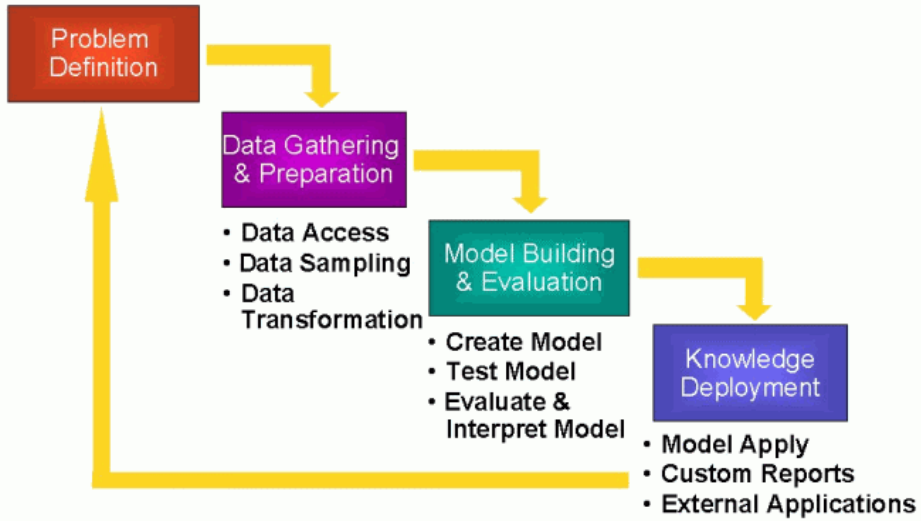 Problem
Definition
Data Gathering
& Preparation
• Data Access
• Data Sampling
• Data
Transformation
Model Building
& Evaluation
• Create Model
• Test Model
• Evaluate &
Interpret Model
Knowledge
Deployment
• Model Apply
• Custom Reports
• External Applications